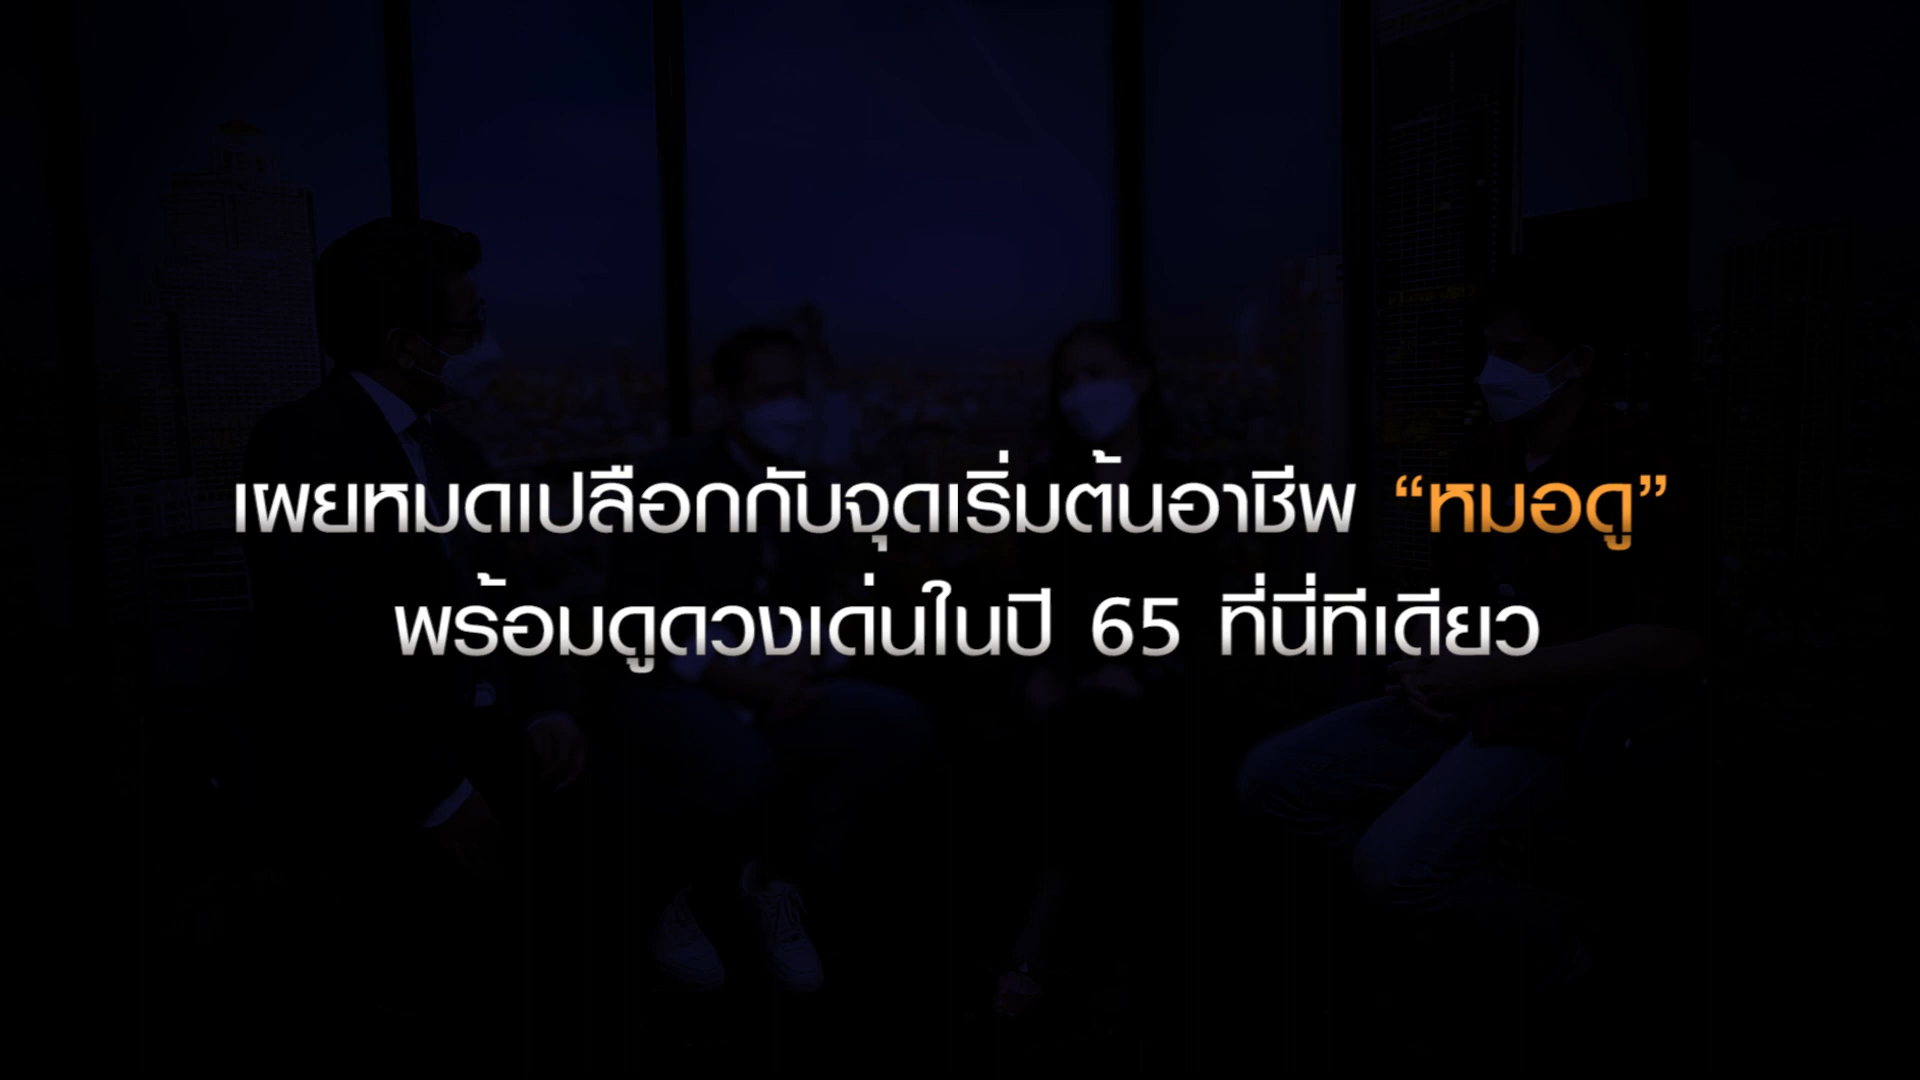 เผยหมดเปลือกกับจุดเริ่มต้นอาชีพ “หมอดู”
พร้อมดูดวงเด่นในปี 65 ที่นี่ทีเดียว